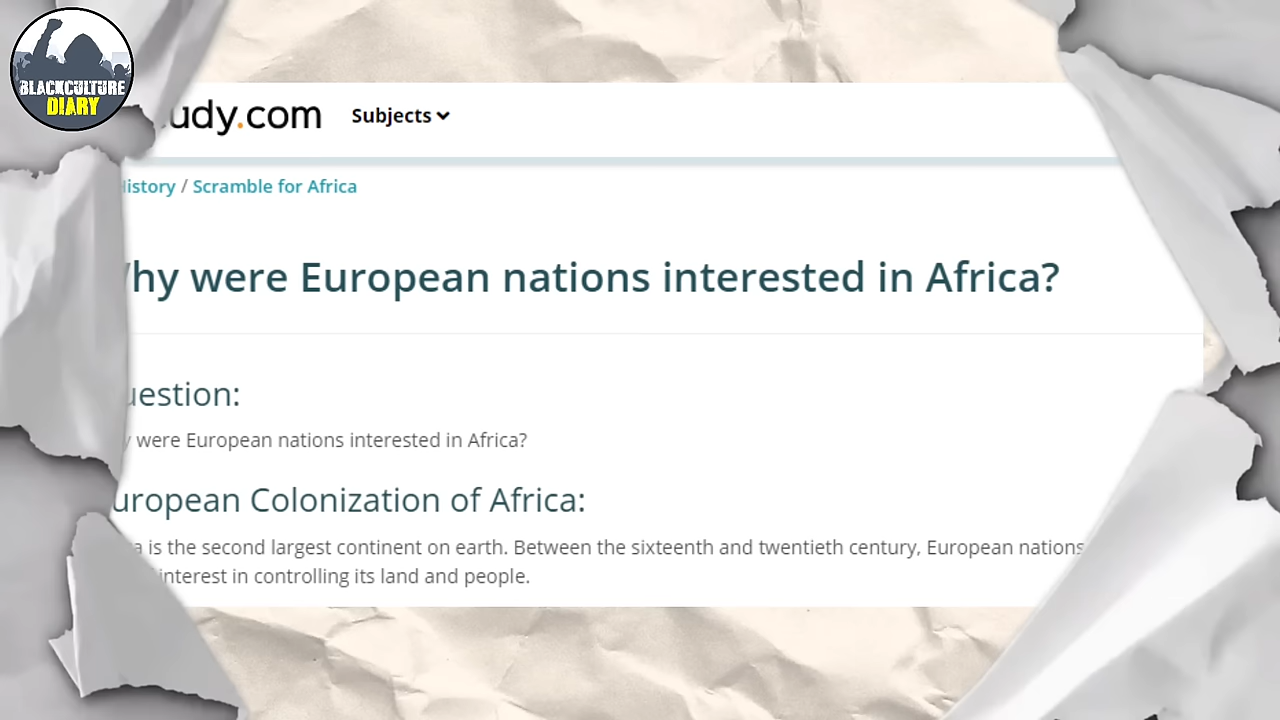 BLACKCULTURE
DIARY
udy.com
Subjects
istory / Scramble for Africa
hy were European nations interested in Africa?
uestion:
y were European nations interested in Africa?
uropean Colonization of Africa:
a is the second largest continent on earth. Between the sixteenth and twentieth century, European nations
interest in controlling its land and people.